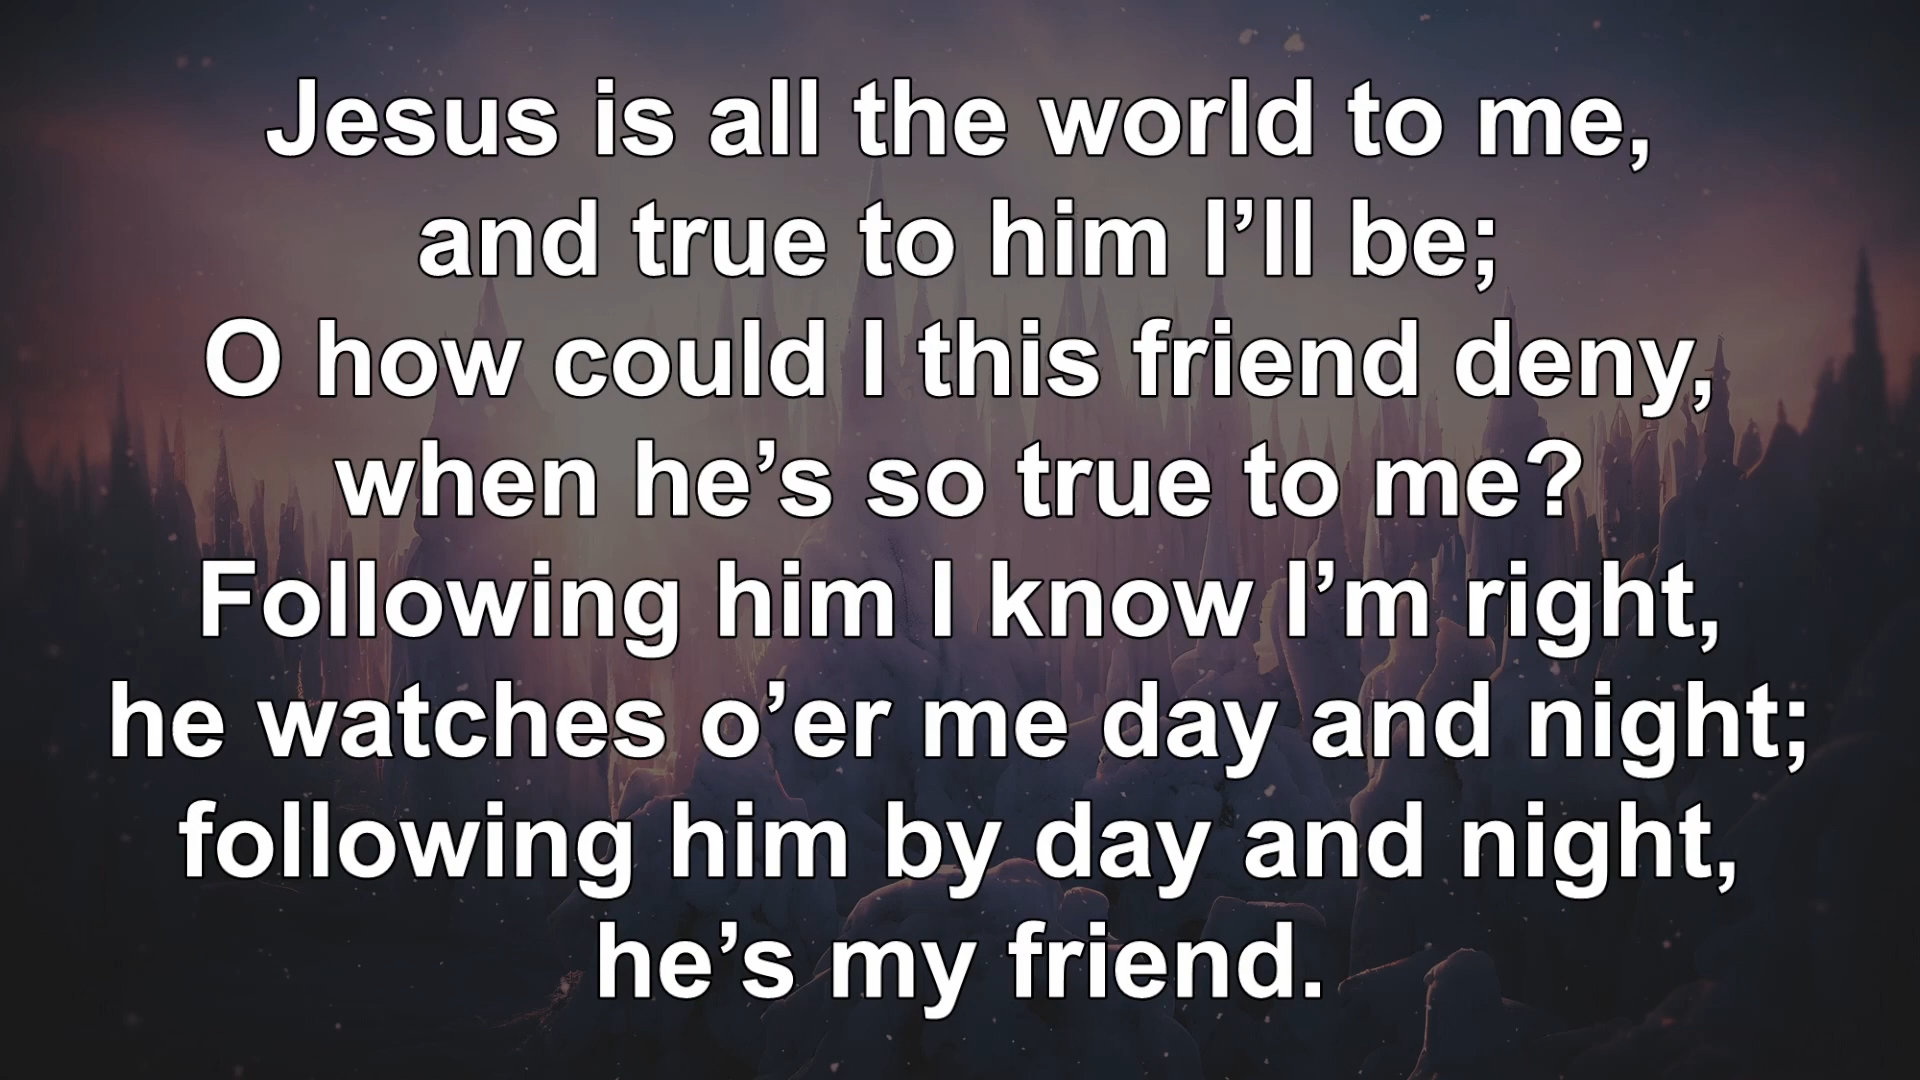 Jesus is all the world to me,
and true to him I’ll be;
O how could I this friend deny,
when he’s so true to me?
Following him I know I’m right,
he watches o’er me day and night;
following him by day and night,
he’s my friend.